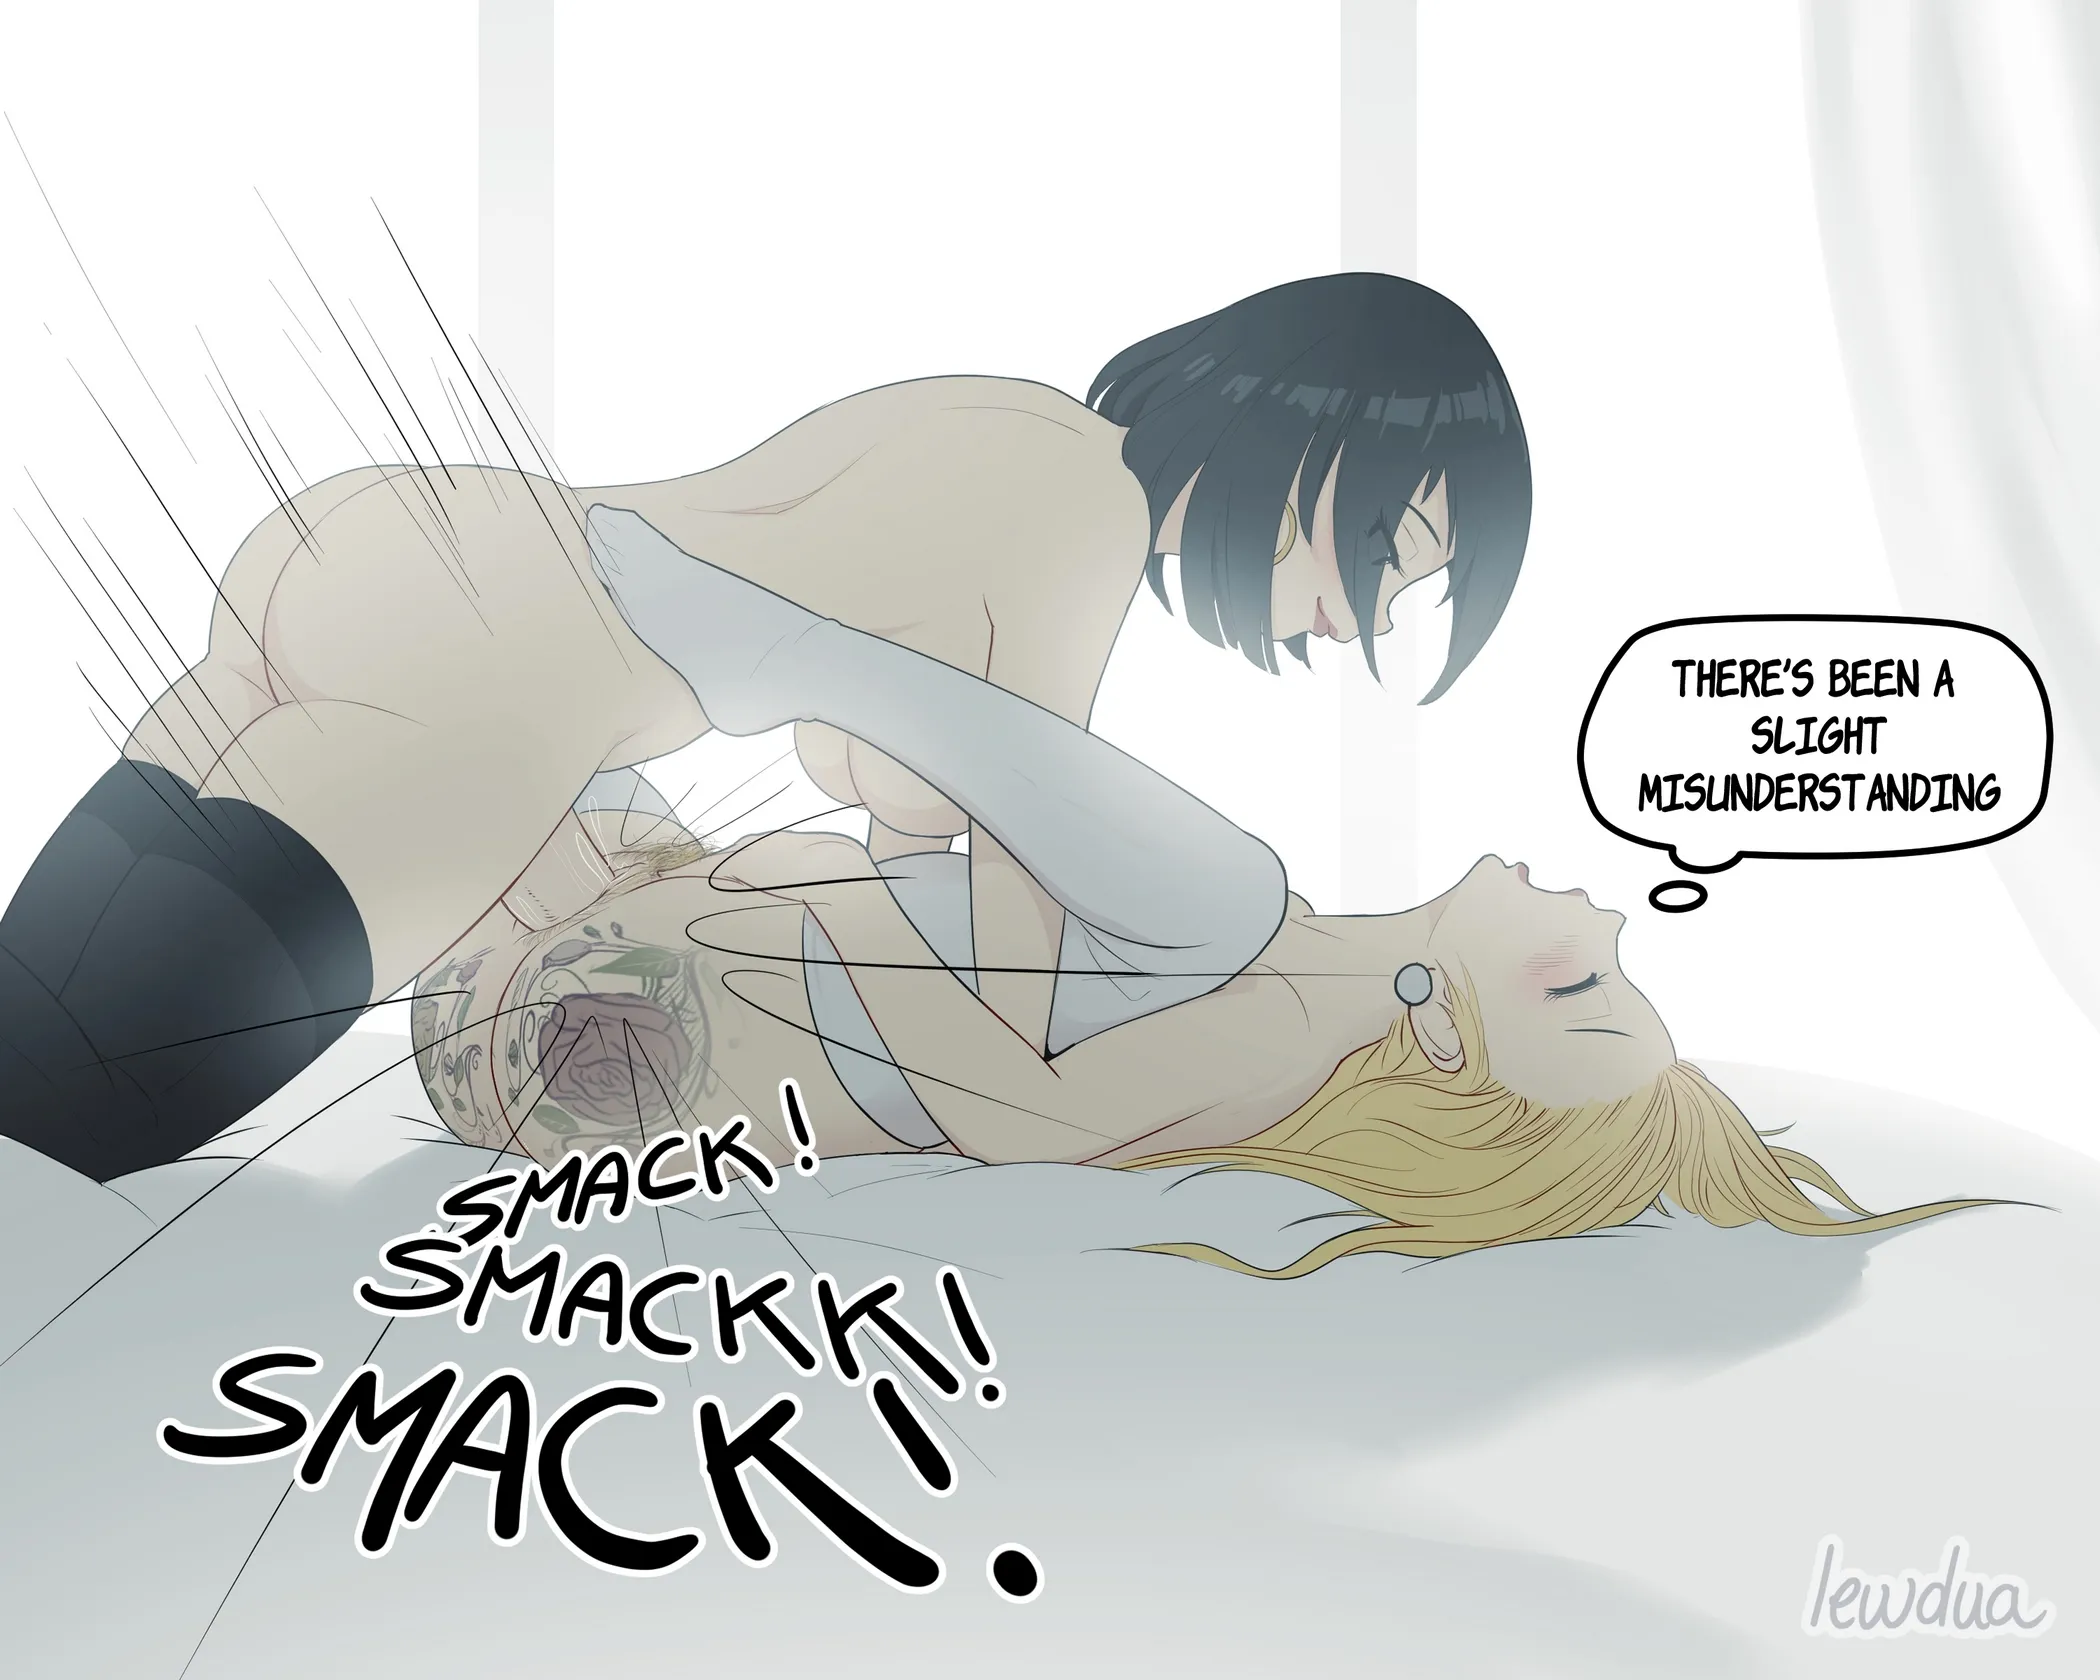 THERE'S BEEN A
SLIGHT
MISUNDERSTANDING
SMACK!
SMACKK!
SMACK!
lewdua